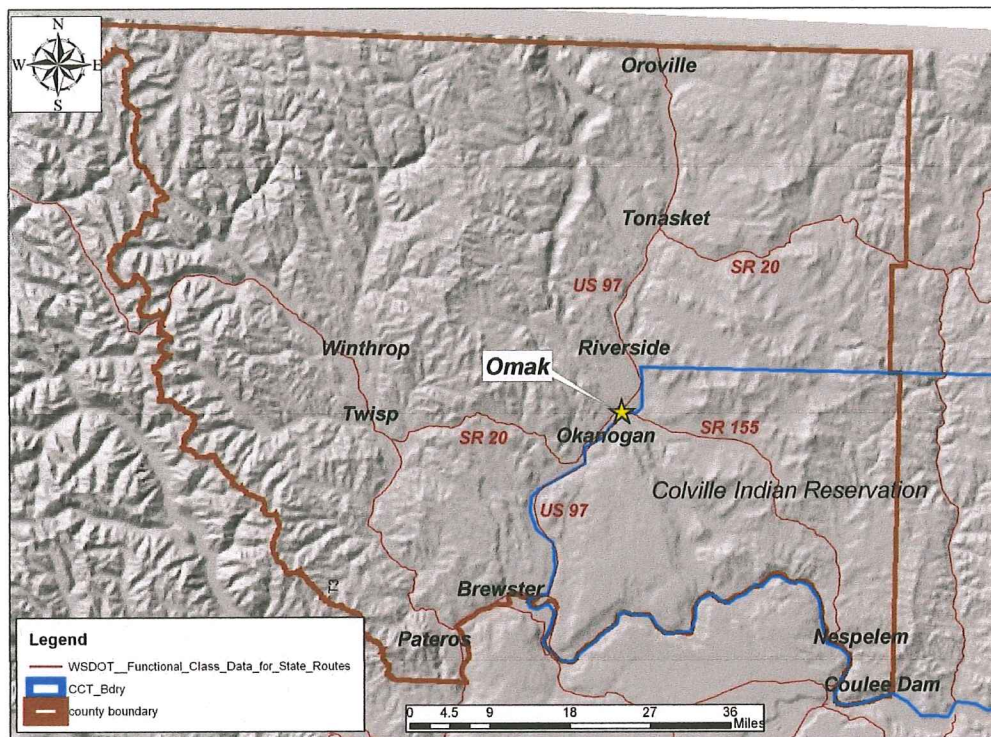 N
W E
S
Oroville
Tonasket
SR 20
US 97
Riverside
Winthrop
Omak
Twisp
SR 20
Okanogan
SR 155
Colville Indian Reservation
US 97
Brewster
T3
Pateros
Nespelem
Coulee Dam
Legend
WSDOT__Functional_Class_Data_for_State_Routes
CCT_Bdry
county boundary
0 4.5 9 18 27 36
Miles